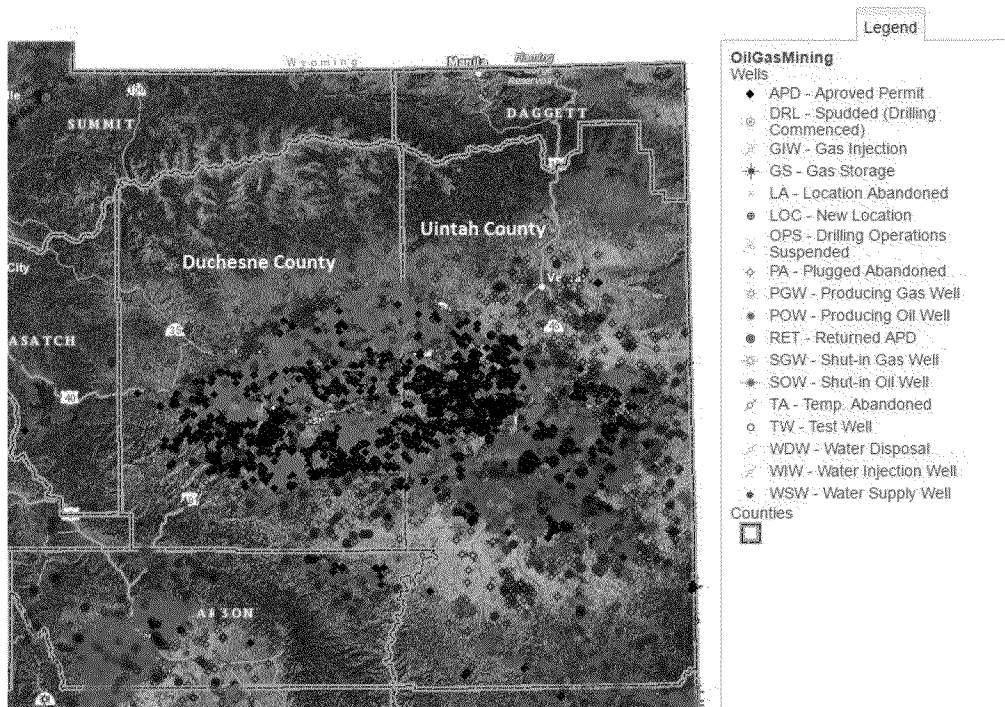 Legend
OilGasMining
Wells
APD - Aproved Permit
DRL - Spudded (Drilling
Commenced)
GIW - Gas Injection
GS - Gas Storage
LA - Location Abandoned
LOC - New Location
OPS - Drilling Operations
Suspended
PA - Plugged Abandoned
PGW - Producing Gas Well
POW - Producing Oil Well
RET - Returned APD
SGW - Shut-in Gas Well
SOW - Shut-in Oil Well
TA - Temp. Abandoned
TW - Test Well
WDW - Water Disposal
WIW - Water Injection Well
WSW - Water Supply Well
Counties
Wyoming
Manila
Flaming
Reservoir
SUMMIT
DAGGETT
Uintah County
Duchesne County
City
ASATCH
40